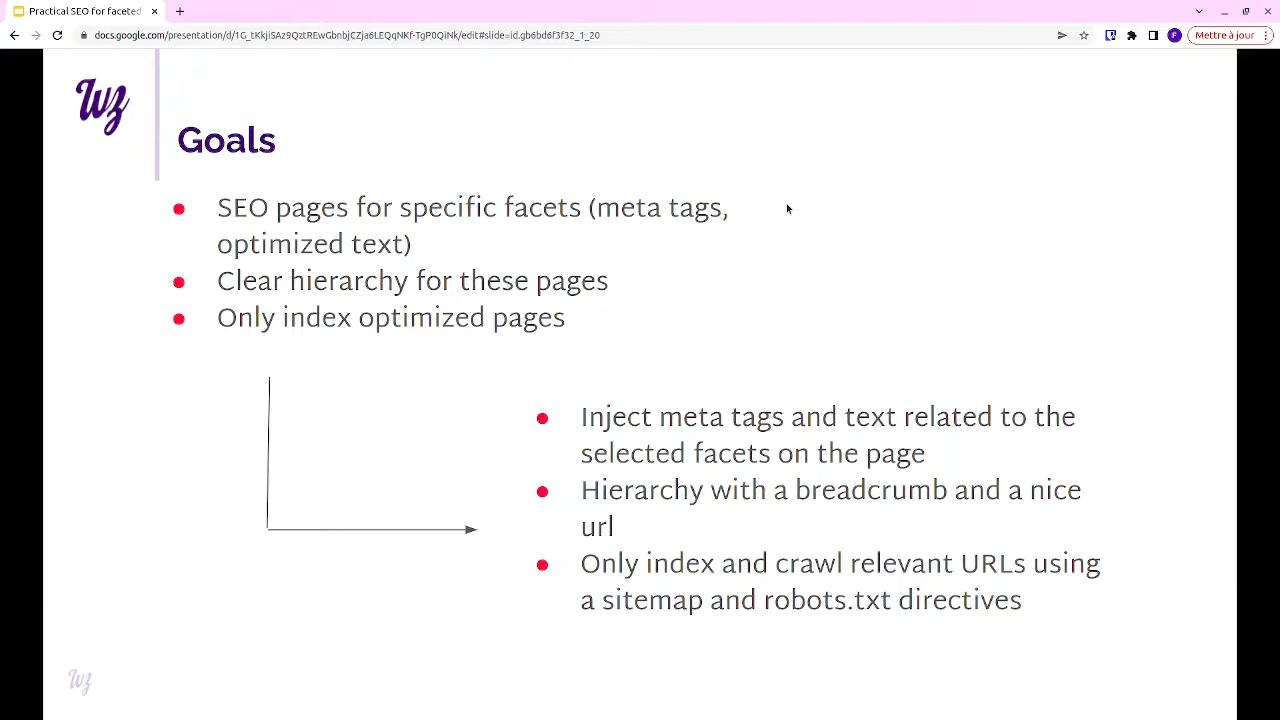 Practical SEO for faceted
docs.google.com/presentation/d/1G_tKkjiSAz9QztREwGbnbjCZja6LEQqNKf-TgP0QiNk/edit#slide=id.gb6bd6f3f32_1_20
F
Mettre à jour
wz
Goals
SEO pages for specific facets (meta tags,
optimized text)
Clear hierarchy for these pages
Only index optimized pages
Inject meta tags and text related to the
selected facets on the page
Hierarchy with a breadcrumb and a nice
url
Only index and crawl relevant URLs using
a sitemap and robots.txt directives
wz